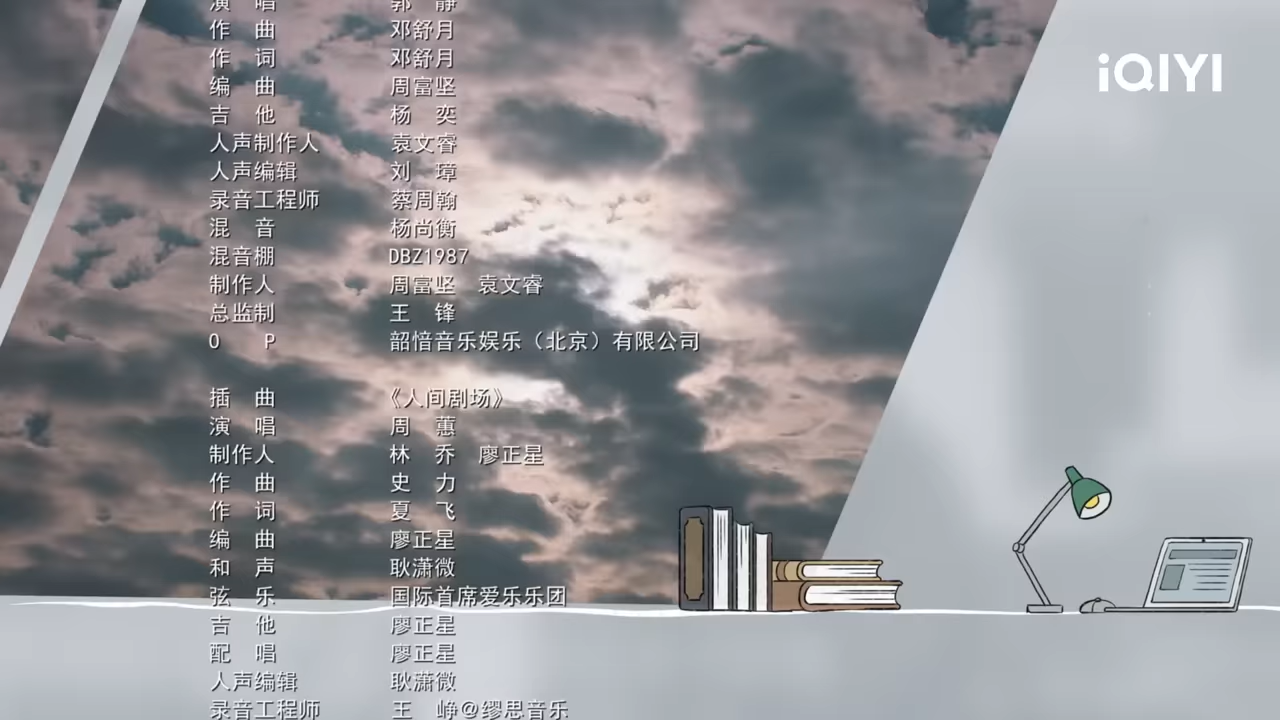 演 唱 郭 静
iQIYI
作 曲 邓舒月
作 词 邓舒月
编 曲 周富坚
吉 他 杨 奕
人声制作人 袁文睿
人声编辑 刘 璋
录音工程师 蔡周翰
混 音 杨尚衡
混音棚 DBZ1987
制作人 周富坚 袁文睿
总监制 王 锋
O P 韶愔音乐娱乐（北京）有限公司
插 曲 《人间剧场》
演 唱 周 蕙
制作人 林 乔 廖正星
作 曲 史 力
作 词 夏 飞
编 曲 廖正星
和 声 耿潇微
弦 乐 国际首席爱乐乐团
吉 他 廖正星
配 唱 廖正星
人声编辑 耿潇微
录音工程师 王 峥@缪思音乐